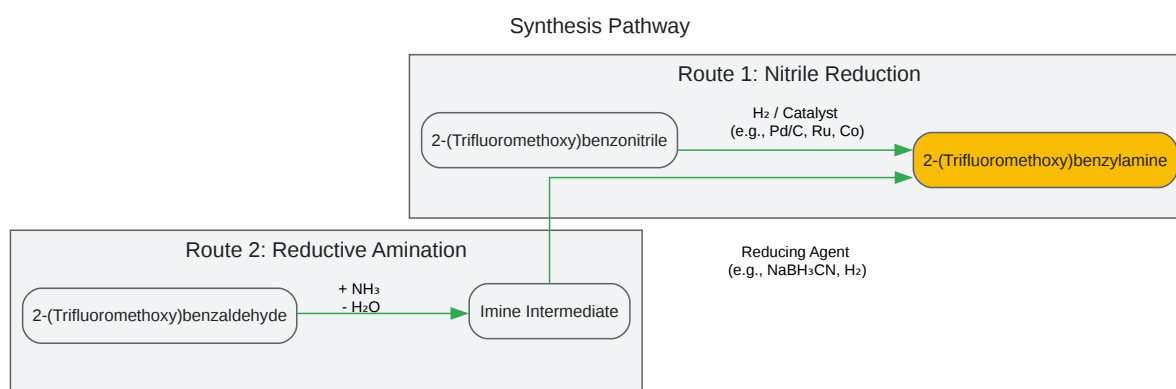 Synthesis Pathway
Route 1: Nitrile Reduction
2-(Trifluoromethoxy)benzonitrile
H₂ / Catalyst
(e.g., Pd/C, Ru, Co)
2-(Trifluoromethoxy)benzylamine
Route 2: Reductive Amination
2-(Trifluoromethoxy)benzaldehyde
+ NH₃
- H₂O
Imine Intermediate
Reducing Agent
(e.g., NaBH₃CN, H₂)